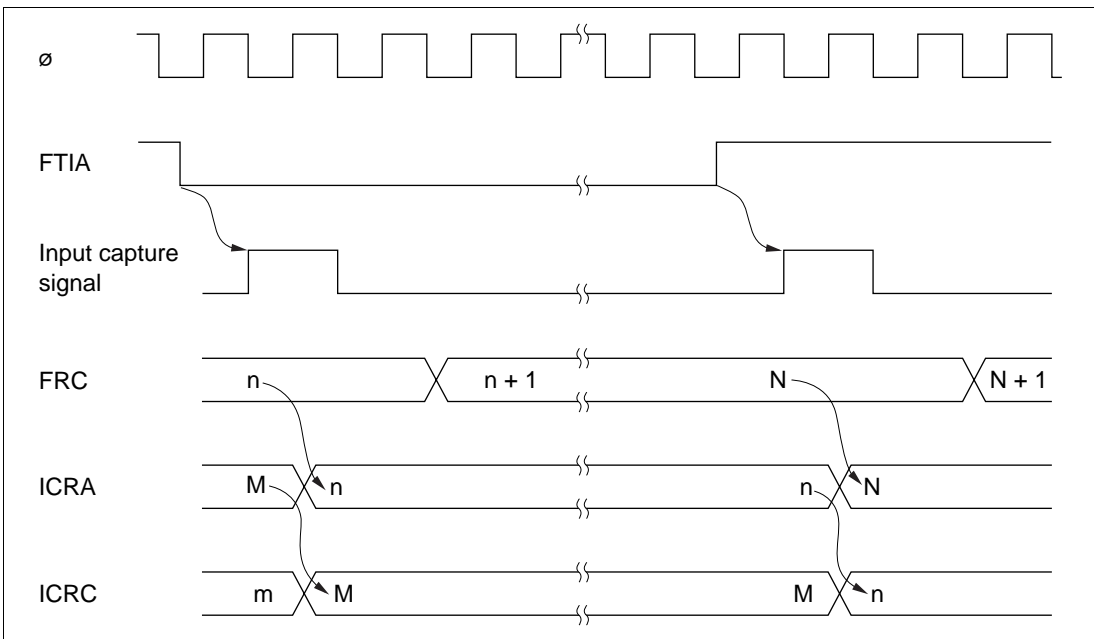 ø
FTIA
Input capture
signal
FRC n n + 1 N N + 1
ICRA M n n N
ICRC m M M n